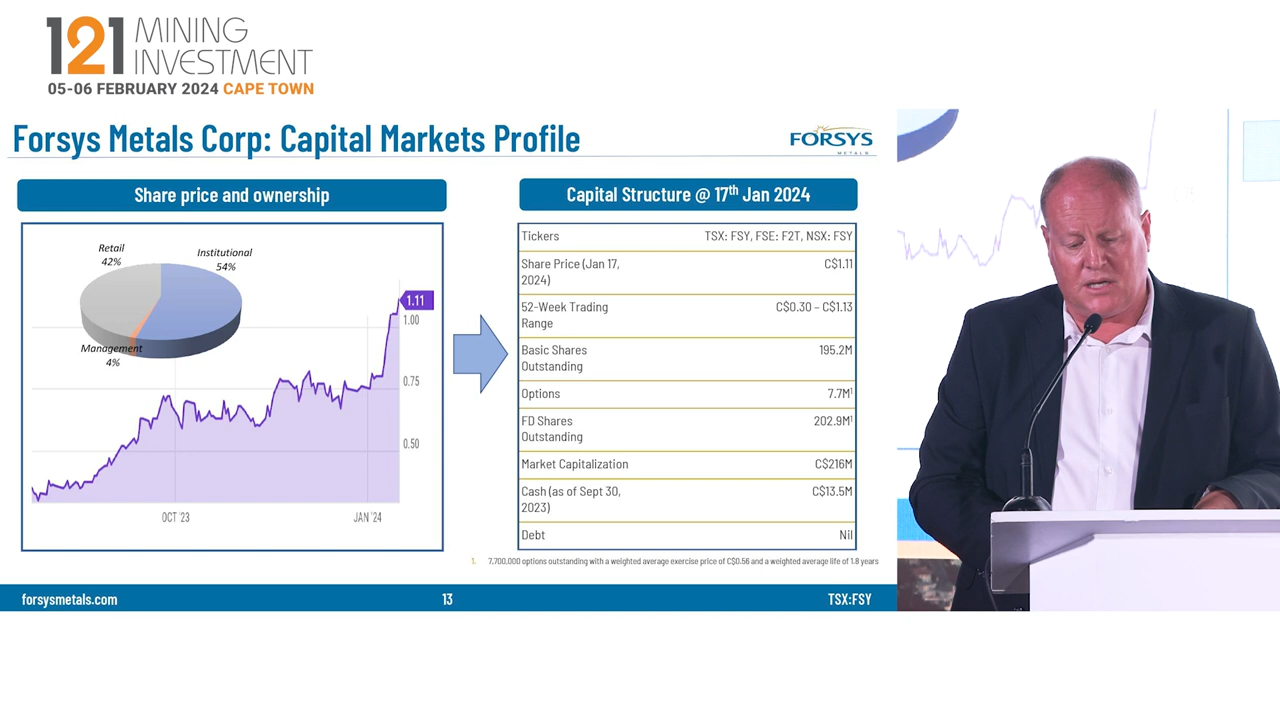 121 MINING
INVESTMENT
05-06 FEBRUARY 2024 CAPE TOWN
Forsys Metals Corp: Capital Markets Profile
FORSYS
METALS
Share price and ownership
Retail
42%
Institutional
54%
Management
4%
1.11
1.00
0.75
0.50
OCT '23
JAN '24
Capital Structure @ 17th Jan 2024
Tickers TSX: FSY, FSE: F2T, NSX: FSY
Share Price (Jan 17, C$1.11
2024)
52-Week Trading C$0.30 – C$1.13
Range
Basic Shares 195.2M
Outstanding
Options 7.7M¹
FD Shares 202.9M¹
Outstanding
Market Capitalization C$216M
Cash (as of Sept 30, C$13.5M
2023)
Debt Nil
1. 7,700,000 options outstanding with a weighted average exercise price of C$0.56 and a weighted average life of 1.8 years
forsysmetals.com 13 TSX:FSY